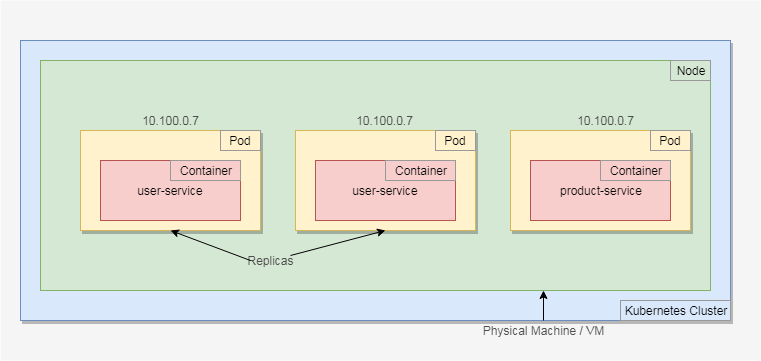 Node
10.100.0.7
10.100.0.7
10.100.0.7
Pod
Pod
Pod
Container
user-service
Container
user-service
Container
product-service
Replicas
Kubernetes Cluster
Physical Machine / VM